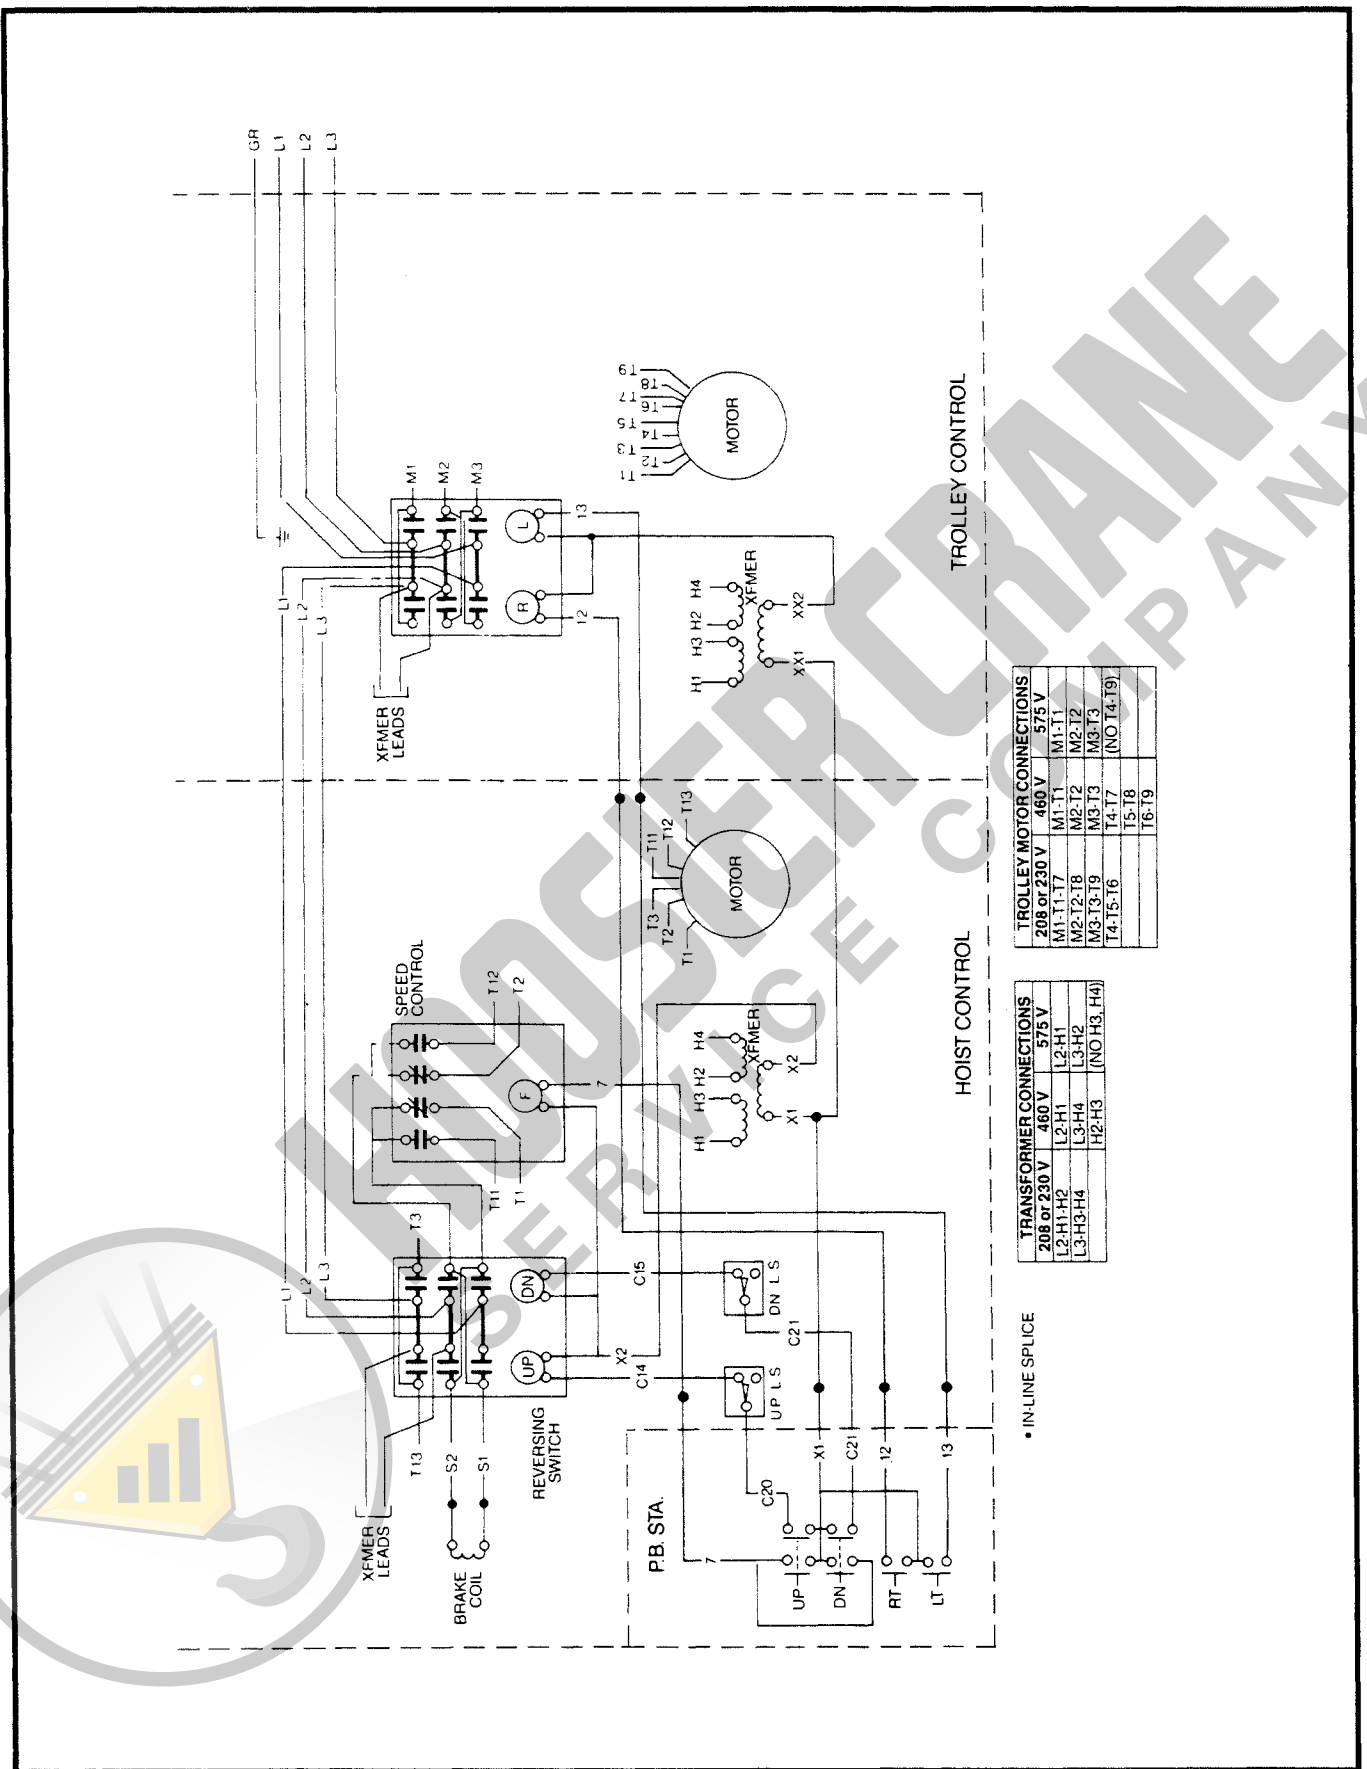 GR
L1
L2
L3
L1
L2
L3
M1
M2
M3
L
R
13
12
XFMER
LEADS
T1
T2
T3
T4
T5
T6
T7
T8
T9
MOTOR
H1
H3
H2
H4
XFMER
XX1
XX2
TROLLEY CONTROL
SPEED
CONTROL
T12
T2
T11
T1
F
7
T1
T2
T3
T11
T12
T13
MOTOR
H1
H3
H2
H4
XFMER
X1
X2
HOIST CONTROL
L1
L2
L3
T3
DN
UP
C15
X2
C14
T13
S2
S1
REVERSING
SWITCH
XFMER
LEADS
BRAKE
COIL
DN L.S
UP L.S
C21
P.B. STA.
7
C20
X1
C21
12
13
UP
DN
RT
LT
• IN-LINE SPLICE
TRANSFORMER CONNECTIONS
208 or 230 V 460 V 575 V
L2-H1-H2 L2-H1 L2-H1
L3-H3-H4 L3-H4 L3-H2
H2-H3 (NO H3, H4)
TROLLEY MOTOR CONNECTIONS
208 or 230 V 460 V 575 V
M1-T1-T7 M1-T1 M1-T1
M2-T2-T8 M2-T2 M2-T2
M3-T3-T9 M3-T3 M3-T3
T4-T5-T6 T4-T7 (NO T4-T9)
T5-T8
T6-T9
HOOSIER CRANE
SERVICE COMPANY